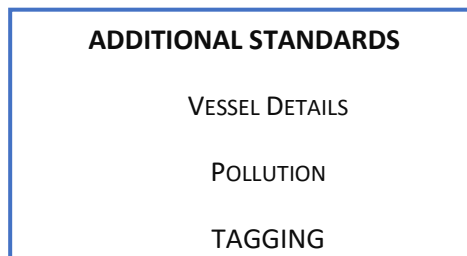 ADDITIONAL STANDARDS
VESSEL DETAILS
POLLUTION
TAGGING